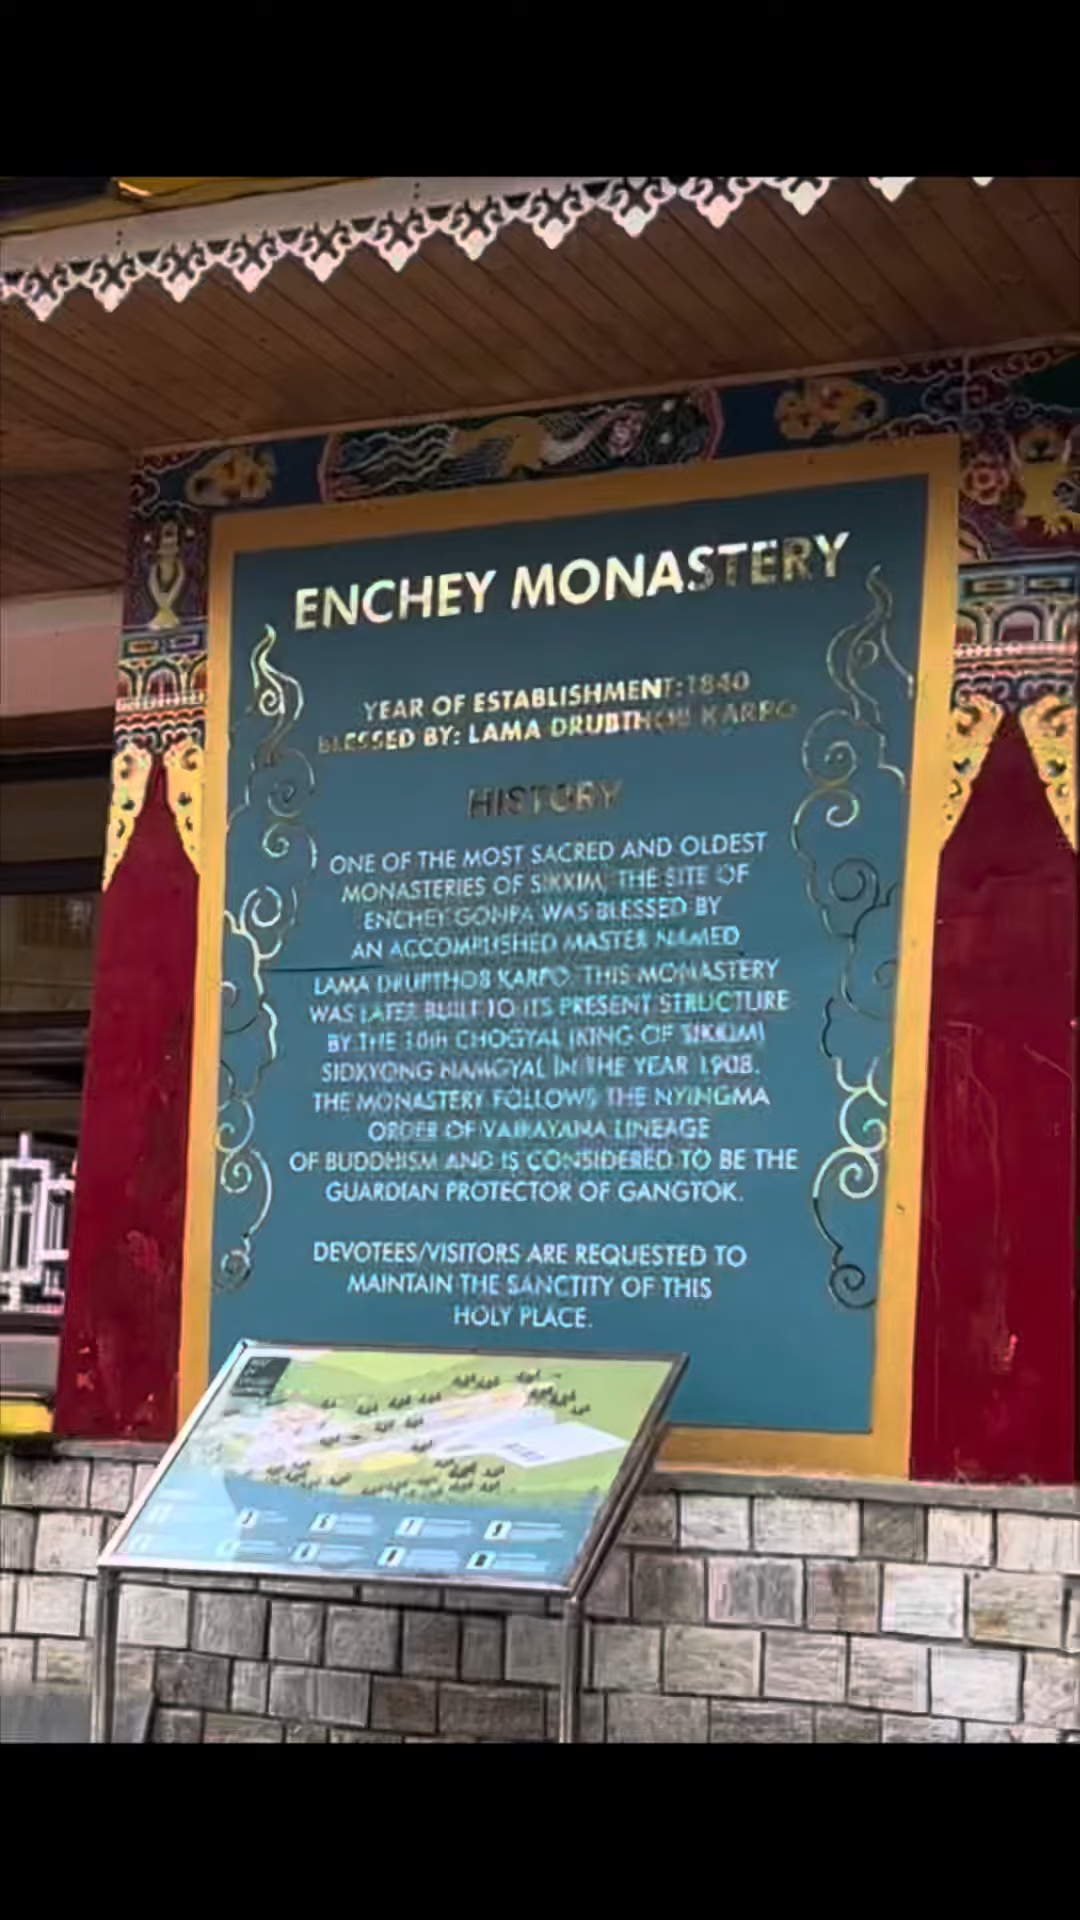 ENCHEY MONASTERY
YEAR OF ESTABLISHMENT:1840
BLESSED BY: LAMA DRUBTHOB KARPO
HISTORY
ONE OF THE MOST SACRED AND OLDEST
MONASTERIES OF SIKKIM, THE SITE OF
ENCHEY GONPA WAS BLESSED BY
AN ACCOMPLISHED MASTER NAMED
LAMA DRUPTHOB KARPO. THIS MONASTERY
WAS LATER BUILT TO ITS PRESENT STRUCTURE
BY THE 10th CHOGYAL (KING OF SIKKIM)
SIDKYONG NAMGYAL IN THE YEAR 1908.
THE MONASTERY FOLLOWS THE NYINGMA
ORDER OF VAJRAYANA LINEAGE
OF BUDDHISM AND IS CONSIDERED TO BE THE
GUARDIAN PROTECTOR OF GANGTOK.
DEVOTEES/VISITORS ARE REQUESTED TO
MAINTAIN THE SANCTITY OF THIS
HOLY PLACE.